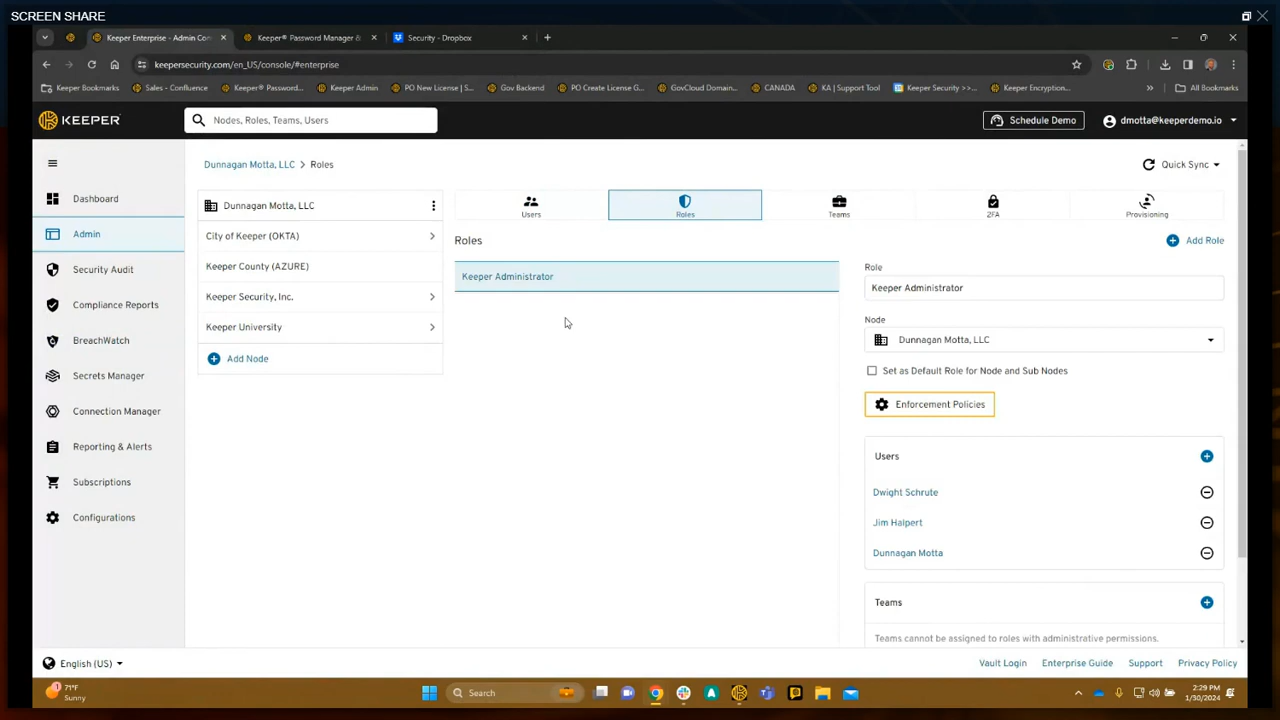 SCREEN SHARE
Keeper Enterprise - Admin Con
Keeper® Password Manager &
Security - Dropbox
keepersecurity.com/en_US/console/#enterprise
Keeper Bookmarks
Sales - Confluence
Keeper® Password...
Keeper Admin
PO New License | S...
Gov Backend
PO Create License G...
GovCloud Domain...
CANADA
KA | Support Tool
Keeper Security >>...
Keeper Encryption...
All Bookmarks
KEEPER
Nodes, Roles, Teams, Users
Schedule Demo
dmotta@keeperdemo.io
Dashboard
Admin
Security Audit
Compliance Reports
BreachWatch
Secrets Manager
Connection Manager
Reporting & Alerts
Subscriptions
Configurations
Dunnagan Motta, LLC > Roles
Quick Sync
Dunnagan Motta, LLC
City of Keeper (OKTA)
Keeper County (AZURE)
Keeper Security, Inc.
Keeper University
Add Node
Users
Roles
Teams
2FA
Provisioning
Roles
Add Role
Keeper Administrator
Role
Keeper Administrator
Node
Dunnagan Motta, LLC
Set as Default Role for Node and Sub Nodes
Enforcement Policies
Users
Dwight Schrute
Jim Halpert
Dunnagan Motta
Teams
Teams cannot be assigned to roles with administrative permissions.
English (US)
Vault Login
Enterprise Guide
Support
Privacy Policy
1
71°F
Sunny
Search
2:29 PM
1/30/2024